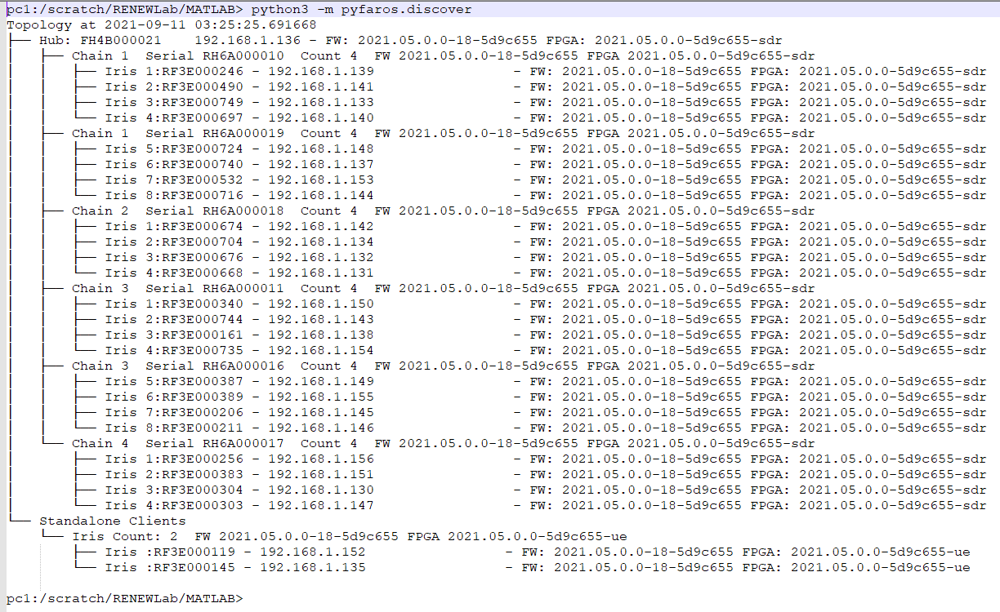 pc1:/scratch/RENEWLab/MATLAB> python3 -m pyfaros.discover
Topology at 2021-09-11 03:25:25.691668
├── Hub: FH4B000021    192.168.1.136 - FW: 2021.05.0.0-18-5d9c655 FPGA: 2021.05.0.0-5d9c655-sdr
│   ├── Chain 1  Serial RH6A000010  Count 4  FW 2021.05.0.0-18-5d9c655 FPGA 2021.05.0.0-5d9c655-sdr
│   │   ├── Iris 1:RF3E000246 - 192.168.1.139                 - FW: 2021.05.0.0-18-5d9c655 FPGA: 2021.05.0.0-5d9c655-sdr
│   │   ├── Iris 2:RF3E000490 - 192.168.1.141                 - FW: 2021.05.0.0-18-5d9c655 FPGA: 2021.05.0.0-5d9c655-sdr
│   │   ├── Iris 3:RF3E000749 - 192.168.1.133                 - FW: 2021.05.0.0-18-5d9c655 FPGA: 2021.05.0.0-5d9c655-sdr
│   │   └── Iris 4:RF3E000697 - 192.168.1.140                 - FW: 2021.05.0.0-18-5d9c655 FPGA: 2021.05.0.0-5d9c655-sdr
│   ├── Chain 1  Serial RH6A000019  Count 4  FW 2021.05.0.0-18-5d9c655 FPGA 2021.05.0.0-5d9c655-sdr
│   │   ├── Iris 5:RF3E000724 - 192.168.1.148                 - FW: 2021.05.0.0-18-5d9c655 FPGA: 2021.05.0.0-5d9c655-sdr
│   │   ├── Iris 6:RF3E000740 - 192.168.1.137                 - FW: 2021.05.0.0-18-5d9c655 FPGA: 2021.05.0.0-5d9c655-sdr
│   │   ├── Iris 7:RF3E000532 - 192.168.1.153                 - FW: 2021.05.0.0-18-5d9c655 FPGA: 2021.05.0.0-5d9c655-sdr
│   │   └── Iris 8:RF3E000716 - 192.168.1.144                 - FW: 2021.05.0.0-18-5d9c655 FPGA: 2021.05.0.0-5d9c655-sdr
│   ├── Chain 2  Serial RH6A000018  Count 4  FW 2021.05.0.0-18-5d9c655 FPGA 2021.05.0.0-5d9c655-sdr
│   │   ├── Iris 1:RF3E000674 - 192.168.1.142                 - FW: 2021.05.0.0-18-5d9c655 FPGA: 2021.05.0.0-5d9c655-sdr
│   │   ├── Iris 2:RF3E000704 - 192.168.1.134                 - FW: 2021.05.0.0-18-5d9c655 FPGA: 2021.05.0.0-5d9c655-sdr
│   │   ├── Iris 3:RF3E000676 - 192.168.1.132                 - FW: 2021.05.0.0-18-5d9c655 FPGA: 2021.05.0.0-5d9c655-sdr
│   │   └── Iris 4:RF3E000668 - 192.168.1.131                 - FW: 2021.05.0.0-18-5d9c655 FPGA: 2021.05.0.0-5d9c655-sdr
│   ├── Chain 3  Serial RH6A000011  Count 4  FW 2021.05.0.0-18-5d9c655 FPGA 2021.05.0.0-5d9c655-sdr
│   │   ├── Iris 1:RF3E000340 - 192.168.1.150                 - FW: 2021.05.0.0-18-5d9c655 FPGA: 2021.05.0.0-5d9c655-sdr
│   │   ├── Iris 2:RF3E000744 - 192.168.1.143                 - FW: 2021.05.0.0-18-5d9c655 FPGA: 2021.05.0.0-5d9c655-sdr
│   │   ├── Iris 3:RF3E000161 - 192.168.1.138                 - FW: 2021.05.0.0-18-5d9c655 FPGA: 2021.05.0.0-5d9c655-sdr
│   │   └── Iris 4:RF3E000735 - 192.168.1.154                 - FW: 2021.05.0.0-18-5d9c655 FPGA: 2021.05.0.0-5d9c655-sdr
│   ├── Chain 3  Serial RH6A000016  Count 4  FW 2021.05.0.0-18-5d9c655 FPGA 2021.05.0.0-5d9c655-sdr
│   │   ├── Iris 5:RF3E000387 - 192.168.1.149                 - FW: 2021.05.0.0-18-5d9c655 FPGA: 2021.05.0.0-5d9c655-sdr
│   │   ├── Iris 6:RF3E000389 - 192.168.1.155                 - FW: 2021.05.0.0-18-5d9c655 FPGA: 2021.05.0.0-5d9c655-sdr
│   │   ├── Iris 7:RF3E000206 - 192.168.1.145                 - FW: 2021.05.0.0-18-5d9c655 FPGA: 2021.05.0.0-5d9c655-sdr
│   │   └── Iris 8:RF3E000211 - 192.168.1.146                 - FW: 2021.05.0.0-18-5d9c655 FPGA: 2021.05.0.0-5d9c655-sdr
│   └── Chain 4  Serial RH6A000017  Count 4  FW 2021.05.0.0-18-5d9c655 FPGA 2021.05.0.0-5d9c655-sdr
│       ├── Iris 1:RF3E000256 - 192.168.1.156                 - FW: 2021.05.0.0-18-5d9c655 FPGA: 2021.05.0.0-5d9c655-sdr
│       ├── Iris 2:RF3E000383 - 192.168.1.151                 - FW: 2021.05.0.0-18-5d9c655 FPGA: 2021.05.0.0-5d9c655-sdr
│       ├── Iris 3:RF3E000304 - 192.168.1.130                 - FW: 2021.05.0.0-18-5d9c655 FPGA: 2021.05.0.0-5d9c655-sdr
│       └── Iris 4:RF3E000303 - 192.168.1.147                 - FW: 2021.05.0.0-18-5d9c655 FPGA: 2021.05.0.0-5d9c655-sdr
└── Standalone Clients
    └── Iris Count: 2  FW 2021.05.0.0-18-5d9c655 FPGA 2021.05.0.0-5d9c655-ue
        ├── Iris :RF3E000119 - 192.168.1.152                 - FW: 2021.05.0.0-18-5d9c655 FPGA: 2021.05.0.0-5d9c655-ue
        └── Iris :RF3E000145 - 192.168.1.135                 - FW: 2021.05.0.0-18-5d9c655 FPGA: 2021.05.0.0-5d9c655-ue
pc1:/scratch/RENEWLab/MATLAB>